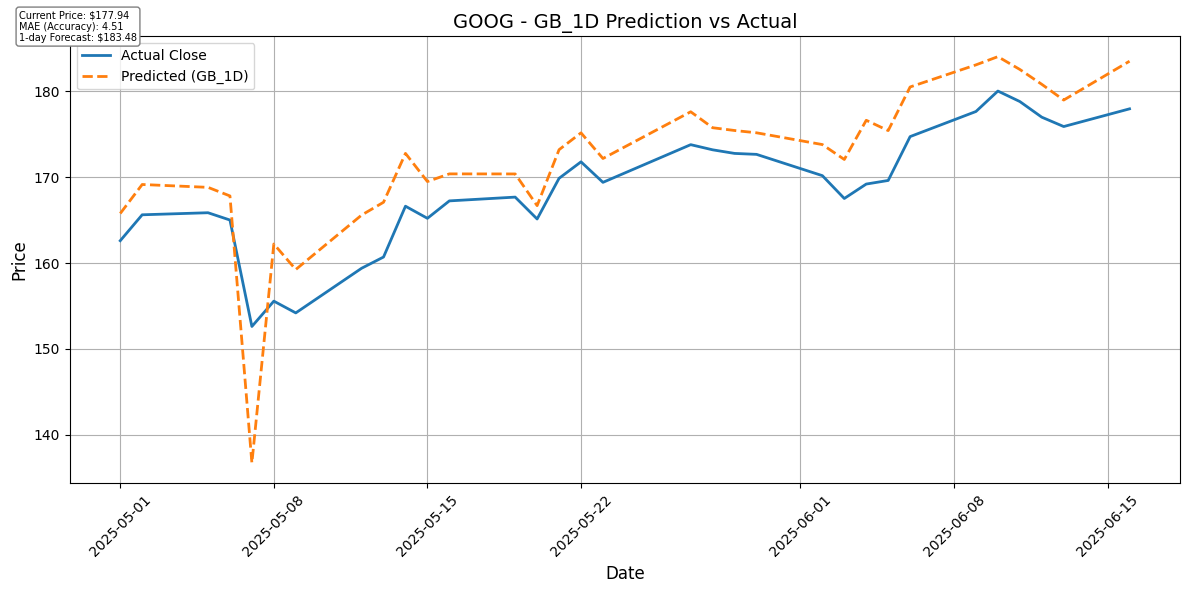 GOOG - GB_1D Prediction vs Actual
Current Price: $177.94
MAE (Accuracy): 4.51
1-day Forecast: $183.48
Actual Close
Predicted (GB_1D)
Price
180
170
160
150
140
2025-05-01
2025-05-08
2025-05-15
2025-05-22
2025-06-01
2025-06-08
2025-06-15
Date